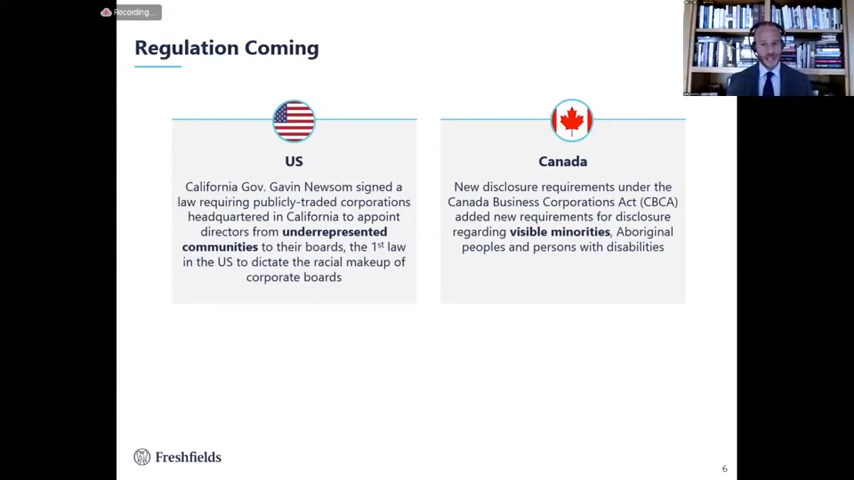 Recording...
Regulation Coming
US
California Gov. Gavin Newsom signed a
law requiring publicly-traded corporations
headquartered in California to appoint
directors from underrepresented
communities to their boards, the 1st law
in the US to dictate the racial makeup of
corporate boards
Canada
New disclosure requirements under the
Canada Business Corporations Act (CBCA)
added new requirements for disclosure
regarding visible minorities, Aboriginal
peoples and persons with disabilities
Freshfields
6